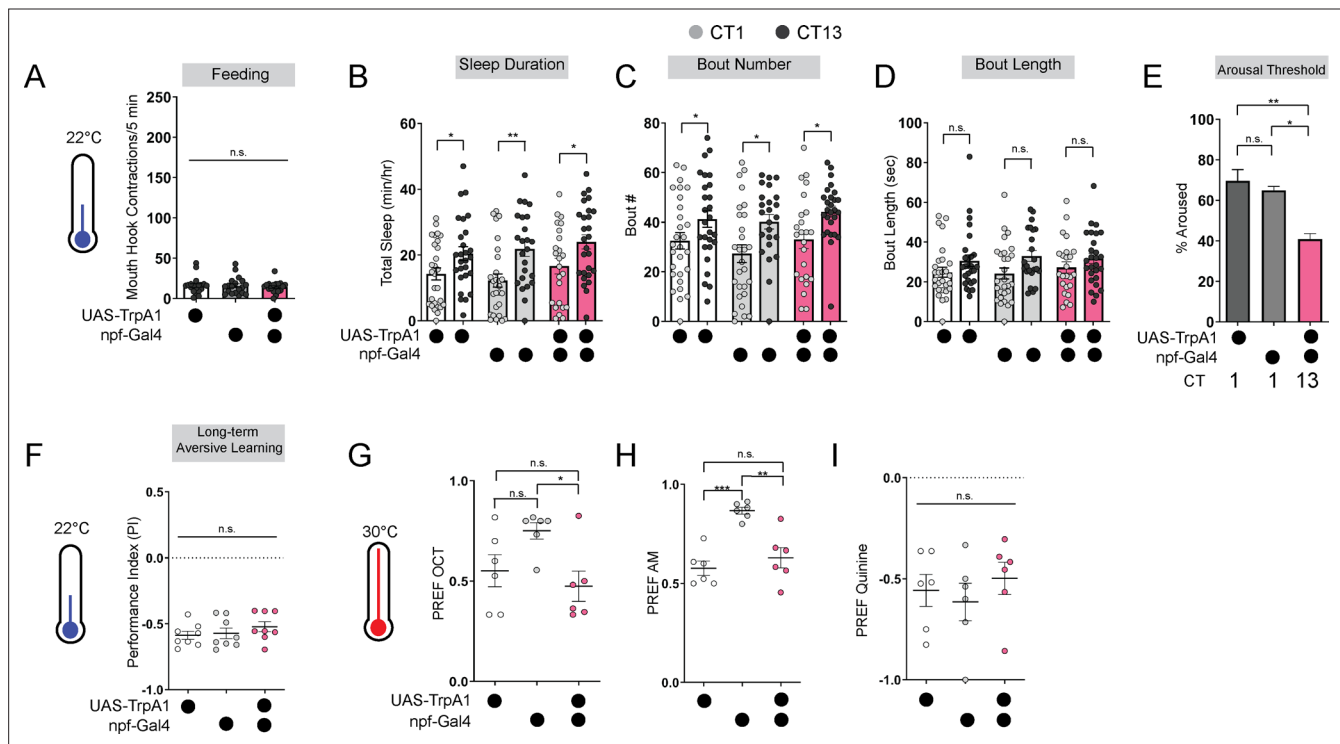 CT1 CT13
A
Feeding
22°C
Mouth Hook Contractions/5 min
250
200
150
100
50
0
n.s.
UAS-TrpA1
npf-Gal4
B
Sleep Duration
Total Sleep (min/hr)
60
40
20
0
* ** *
C
Bout Number
Bout #
80
60
40
20
0
* * *
D
Bout Length
Bout Length (sec)
100
80
60
40
20
0
n.s. n.s. n.s.
E
Arousal Threshold
% Aroused
100
80
60
40
20
0
**
n.s. *
UAS-TrpA1
npf-Gal4
CT 1 1 13
F
Long-term
Aversive Learning
22°C
Performance Index (PI)
0.5
0.0
-0.5
-1.0
n.s.
UAS-TrpA1
npf-Gal4
G
30°C
PREF OCT
1.0
0.5
0.0
n.s.
n.s. *
UAS-TrpA1
npf-Gal4
H
PREF AM
1.0
0.5
0.0
n.s.
*** **
I
PREF Quinine
0.0
-0.5
-1.0
n.s.